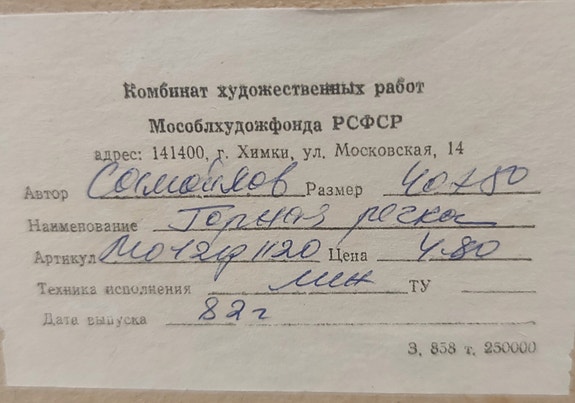 Комбинат художественных работ
Мособлхудожфонда РСФСР
адрес: 141400, г. Химки, ул. Московская, 14
Автор Самойлов Размер 40х80
Наименование Горная речка
Артикул Цена 4.80
Техника исполнения ТУ
Дата выпуска 82 г
З, 858 т. 250000